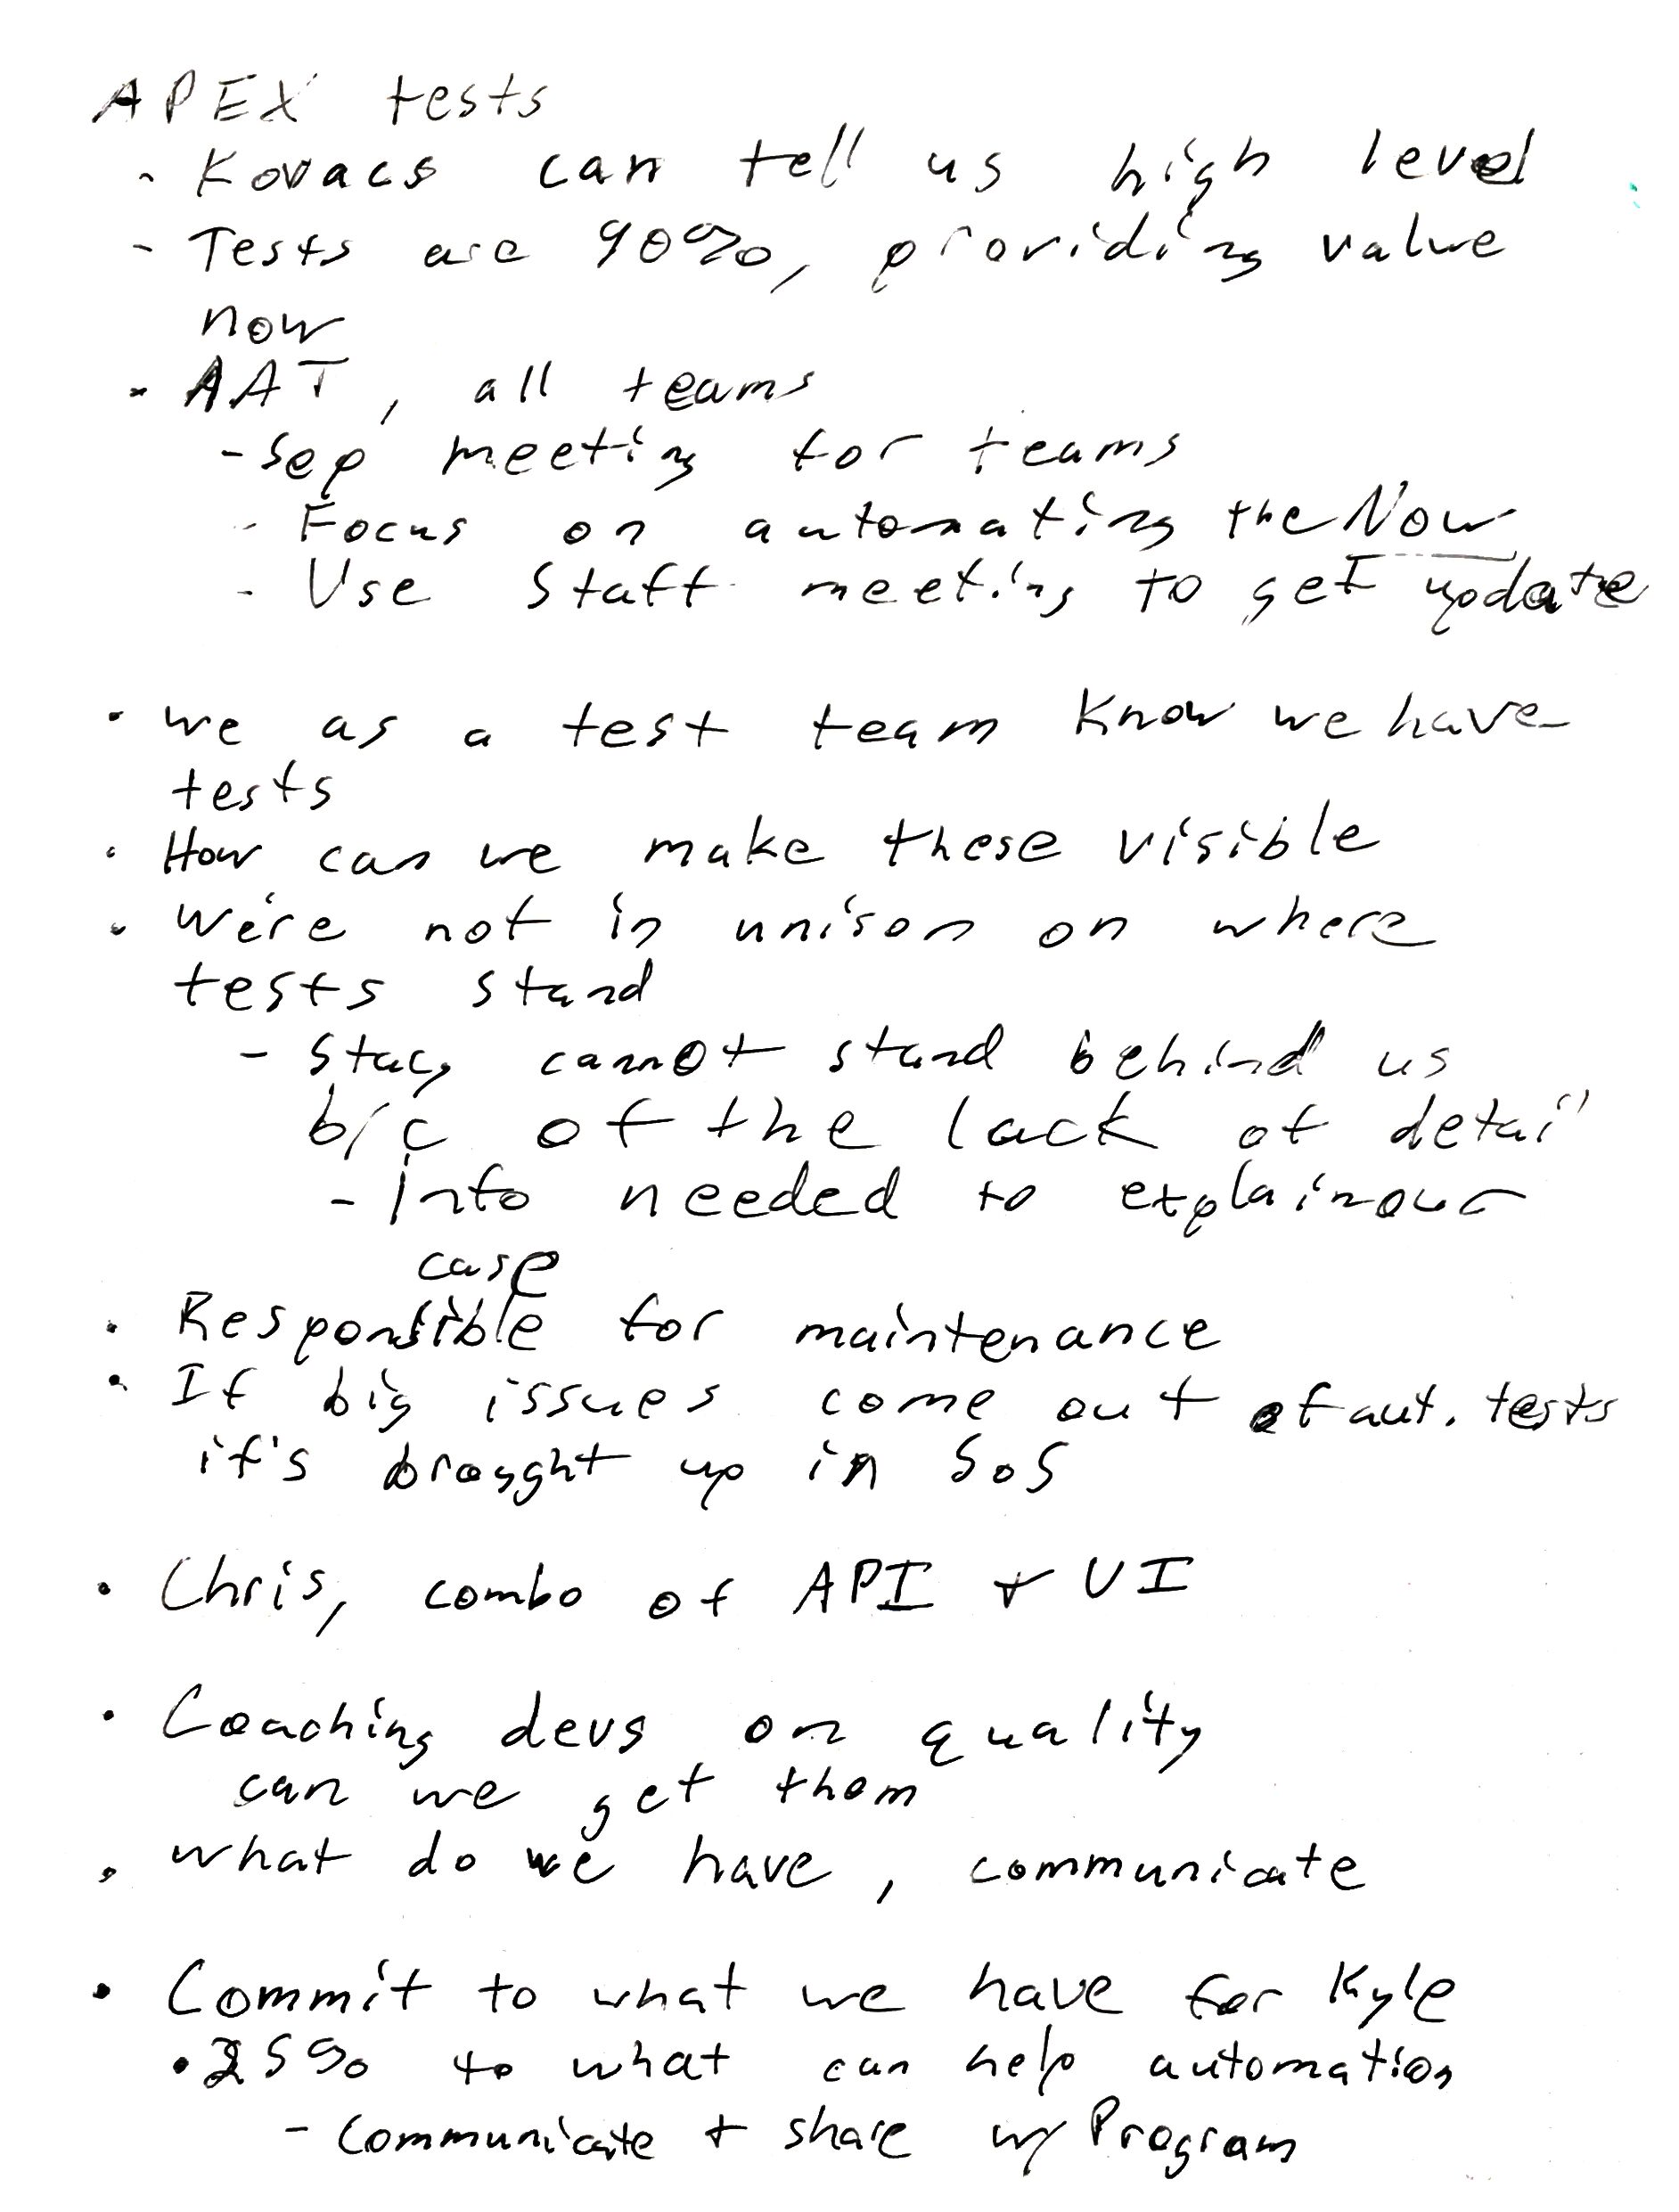 APEX tests
- Kovacs can tell us high level
- Tests are 90%, providing value
now
- AAT, all teams
- Sep meeting for teams
- Focus on automating the Now
- Use Staff meeting to get update
• we as a test team know we have
tests
• How can we make these visible
• We're not in unison on where
tests stand
- Stacy cannot stand behind us
b/c of the lack of detail
- Info needed to explain our
case
• Responsible for maintenance
• If big issues come out of aut. tests
it's brought up in SoS
• Chris, combo of API + UI
• Coaching devs on quality
can we get them
• what do we have, communicate
• Commit to what we have for Kyle
• 25% to what can help automation
- Communicate + share w/ Program